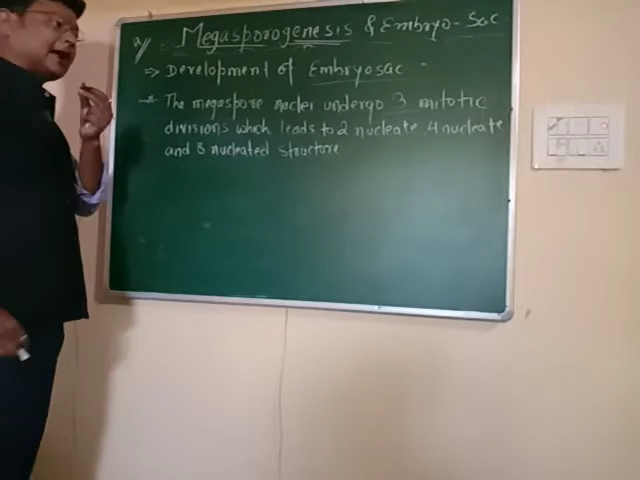 Q/ Megasporogenesis & Embryo-Sac
⇒ Development of Embryosac -
→ The megaspore nuclei undergo 3 mitotic
divisions which leads to 2 nucleate 4 nucleate
and 8 nucleated structure